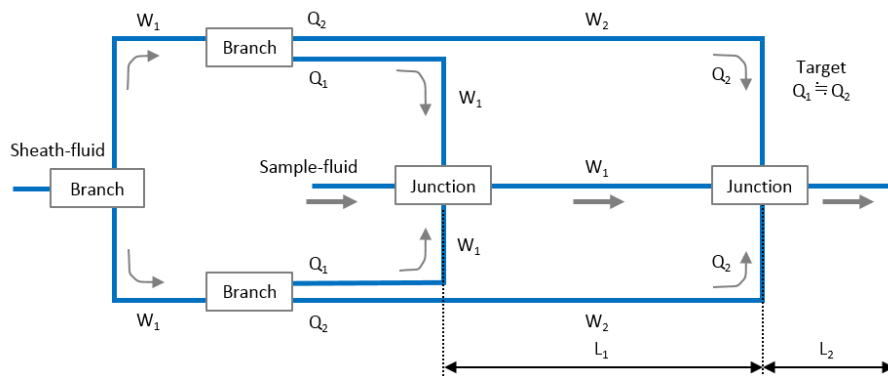 W₁
Q₂
W₂
Branch
Q₁
Q₂
Target
Q₁≒Q₂
W₁
Sheath-fluid
Sample-fluid
W₁
Branch
Junction
Junction
W₁
Q₁
Q₂
Branch
W₁
Q₂
W₂
L₁
L₂